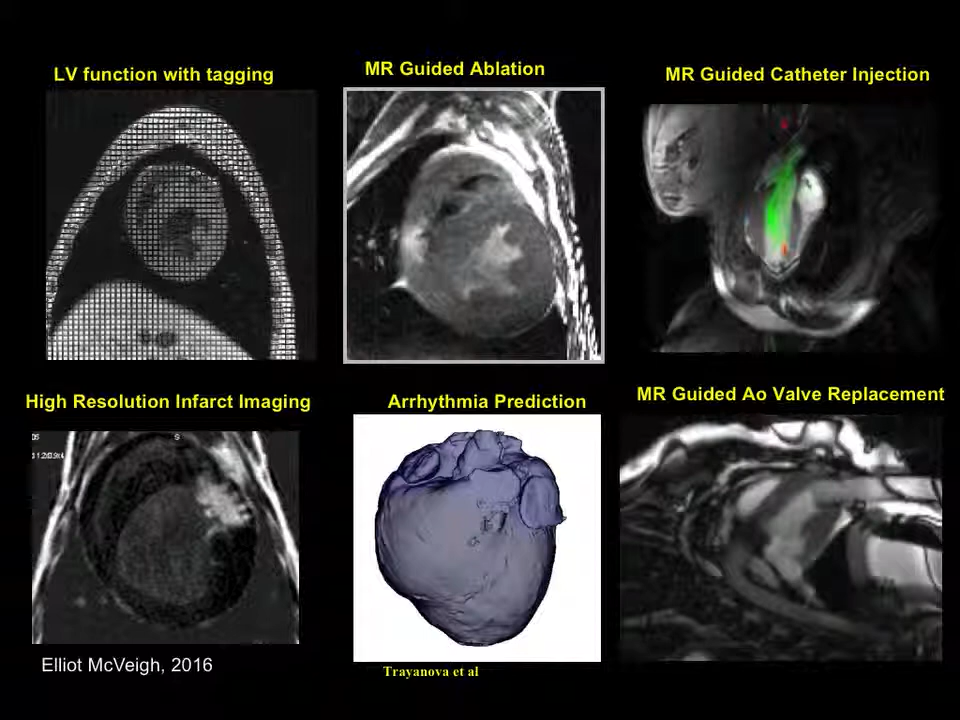 LV function with tagging
MR Guided Ablation
MR Guided Catheter Injection
High Resolution Infarct Imaging
Arrhythmia Prediction
MR Guided Ao Valve Replacement
S
Elliot McVeigh, 2016
Trayanova et al